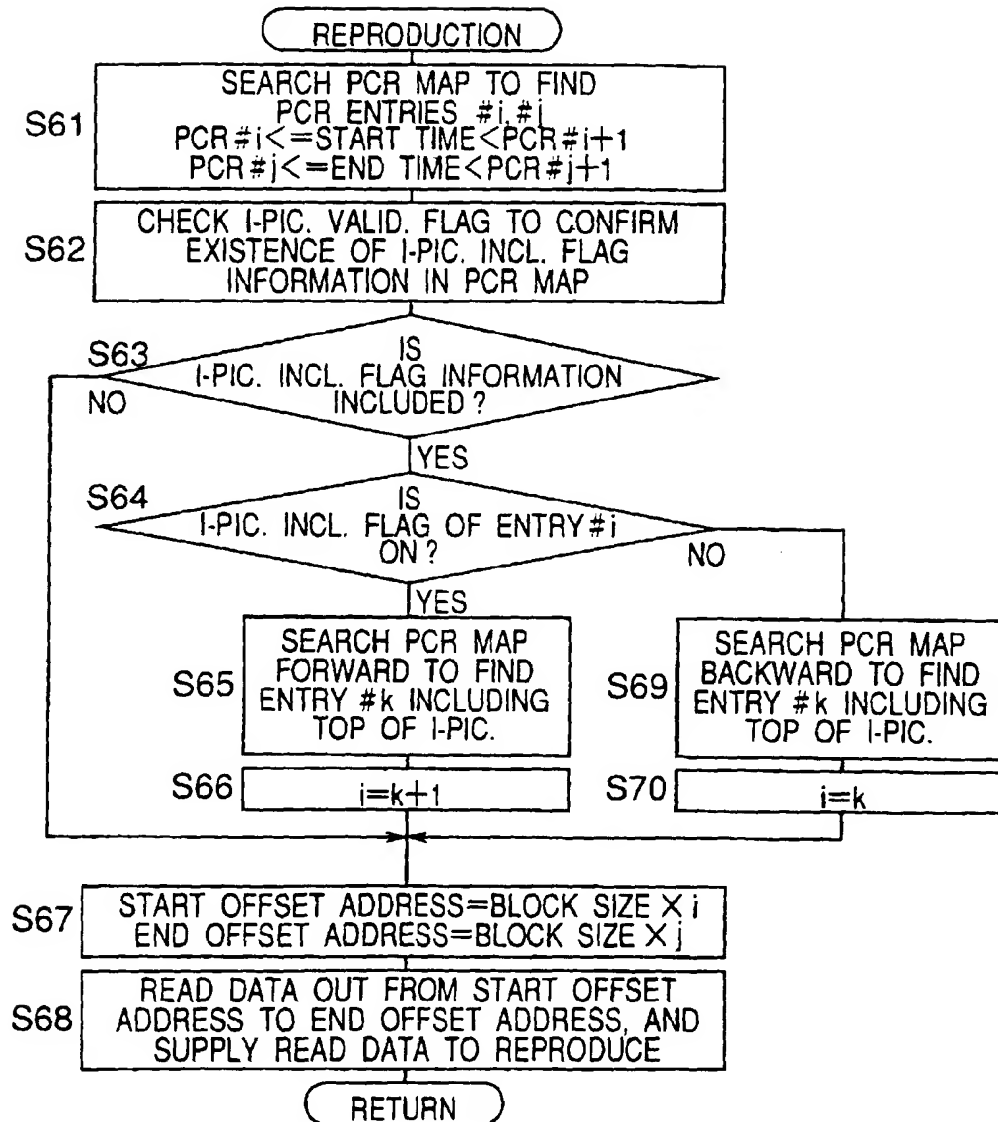 REPRODUCTION
S61
SEARCH PCR MAP TO FIND
PCR ENTRIES #i, #j
PCR#i<=START TIME<PCR#i+1
PCR#j<=END TIME<PCR#j+1
S62
CHECK I-PIC. VALID. FLAG TO CONFIRM
EXISTENCE OF I-PIC. INCL. FLAG
INFORMATION IN PCR MAP
S63
IS
I-PIC. INCL. FLAG INFORMATION
INCLUDED?
NO
YES
S64
IS
I-PIC. INCL. FLAG OF ENTRY#i
ON?
NO
YES
S65
SEARCH PCR MAP
FORWARD TO FIND
ENTRY #k INCLUDING
TOP OF I-PIC.
S69
SEARCH PCR MAP
BACKWARD TO FIND
ENTRY #k INCLUDING
TOP OF I-PIC.
S66
i=k+1
S70
i=k
S67
START OFFSET ADDRESS=BLOCK SIZE×i
END OFFSET ADDRESS=BLOCK SIZE×j
S68
READ DATA OUT FROM START OFFSET
ADDRESS TO END OFFSET ADDRESS, AND
SUPPLY READ DATA TO REPRODUCE
RETURN